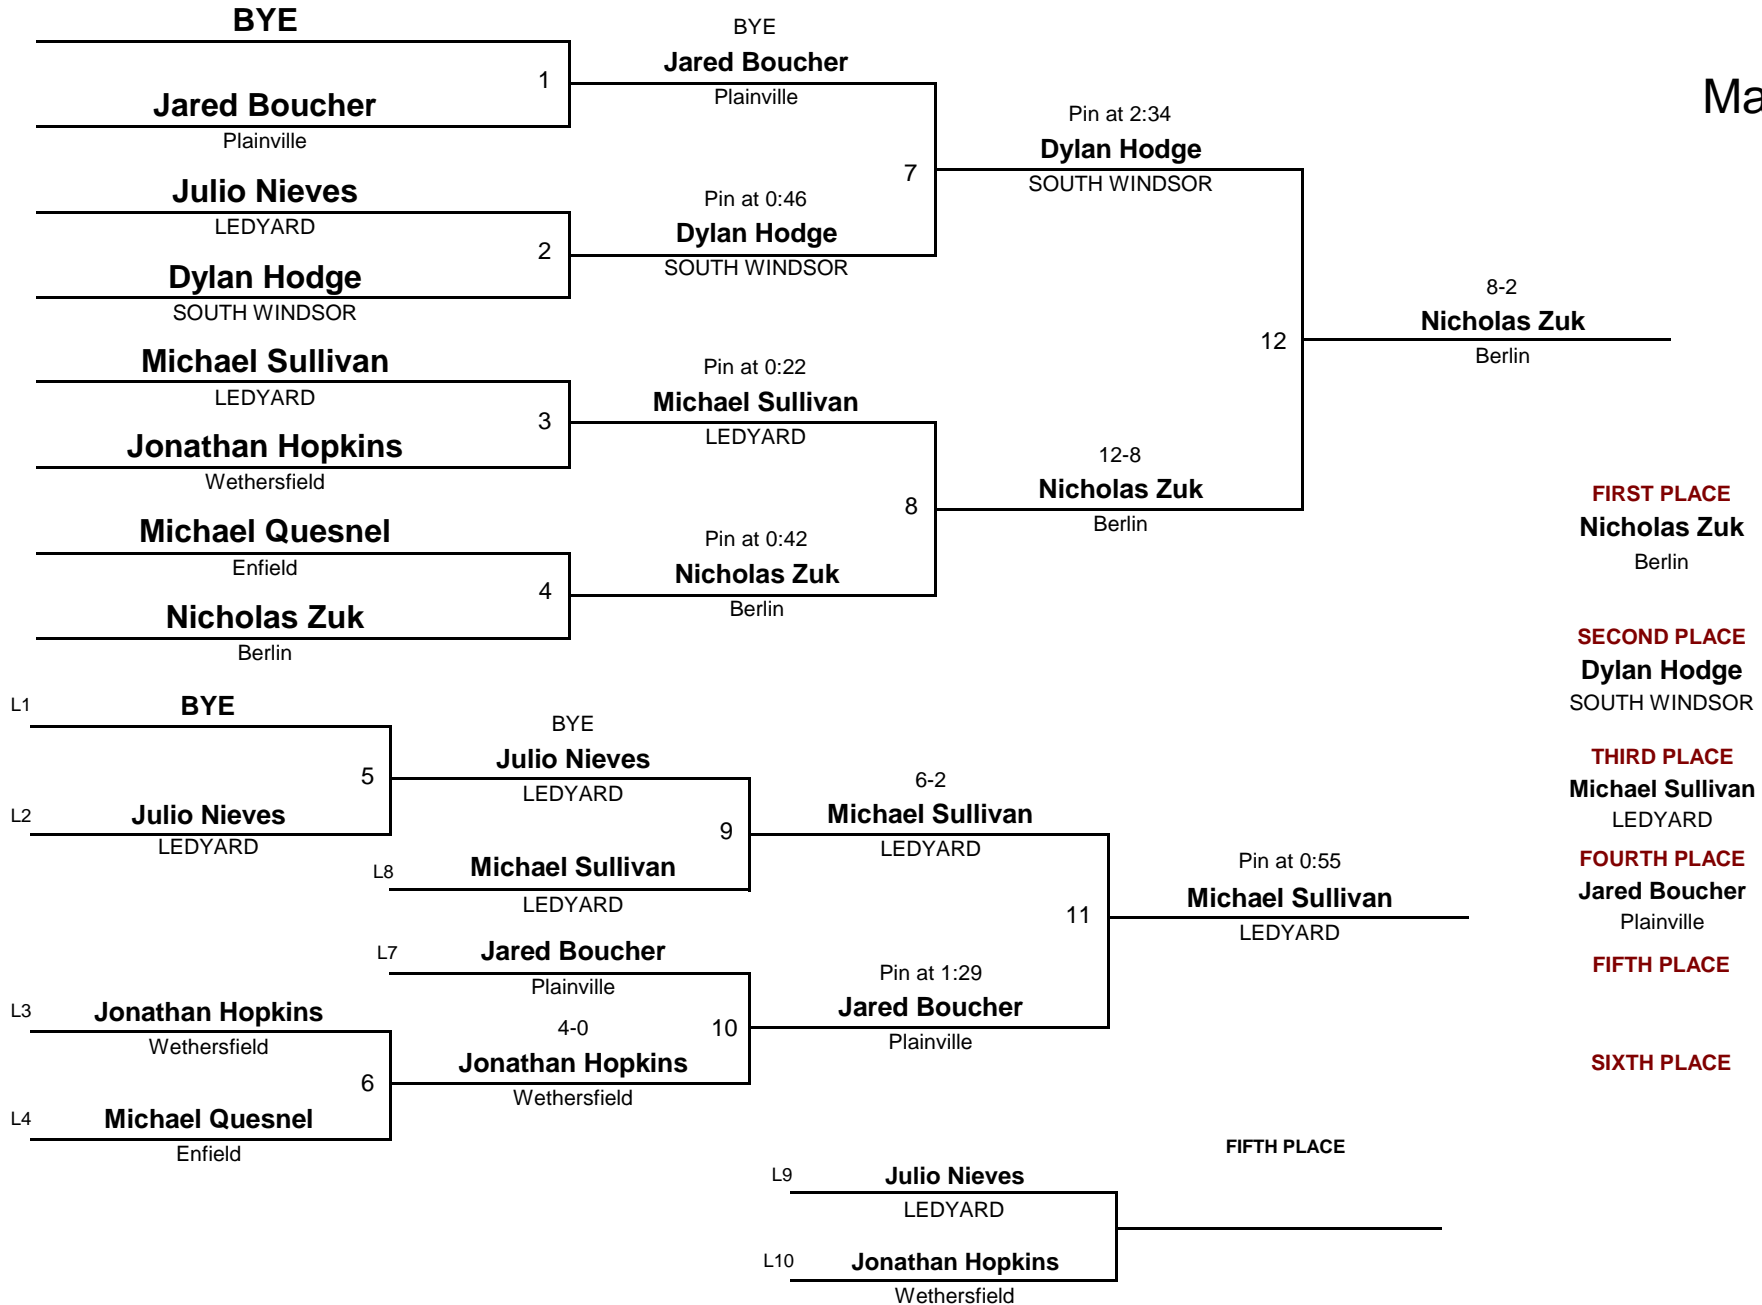 BYE
Jared Boucher
Plainville
1
Julio Nieves
LEDYARD
2
Dylan Hodge
SOUTH WINDSOR
Michael Sullivan
LEDYARD
3
Jonathan Hopkins
Wethersfield
Michael Quesnel
Enfield
4
Nicholas Zuk
Berlin
BYE
Jared Boucher
Plainville
7
Pin at 0:46
Dylan Hodge
SOUTH WINDSOR
Pin at 0:22
Michael Sullivan
LEDYARD
8
Pin at 0:42
Nicholas Zuk
Berlin
Pin at 2:34
Dylan Hodge
SOUTH WINDSOR
12
12-8
Nicholas Zuk
Berlin
8-2
Nicholas Zuk
Berlin
Ma
L1
BYE
5
L2
Julio Nieves
LEDYARD
L3
Jonathan Hopkins
Wethersfield
6
L4
Michael Quesnel
Enfield
BYE
Julio Nieves
LEDYARD
9
L8
Michael Sullivan
LEDYARD
L7
Jared Boucher
Plainville
10
4-0
Jonathan Hopkins
Wethersfield
6-2
Michael Sullivan
LEDYARD
11
Pin at 1:29
Jared Boucher
Plainville
Pin at 0:55
Michael Sullivan
LEDYARD
FIFTH PLACE
L9
Julio Nieves
LEDYARD
L10
Jonathan Hopkins
Wethersfield
FIRST PLACE
Nicholas Zuk
Berlin
SECOND PLACE
Dylan Hodge
SOUTH WINDSOR
THIRD PLACE
Michael Sullivan
LEDYARD
FOURTH PLACE
Jared Boucher
Plainville
FIFTH PLACE
SIXTH PLACE